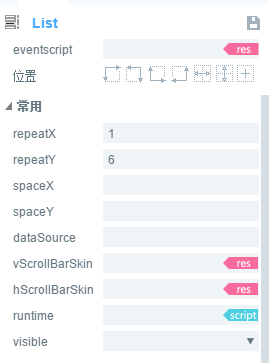 List
eventscript res
位置
常用
repeatX 1
repeatY 6
spaceX
spaceY
dataSource
vScrollBarSkin res
hScrollBarSkin res
runtime script
visible